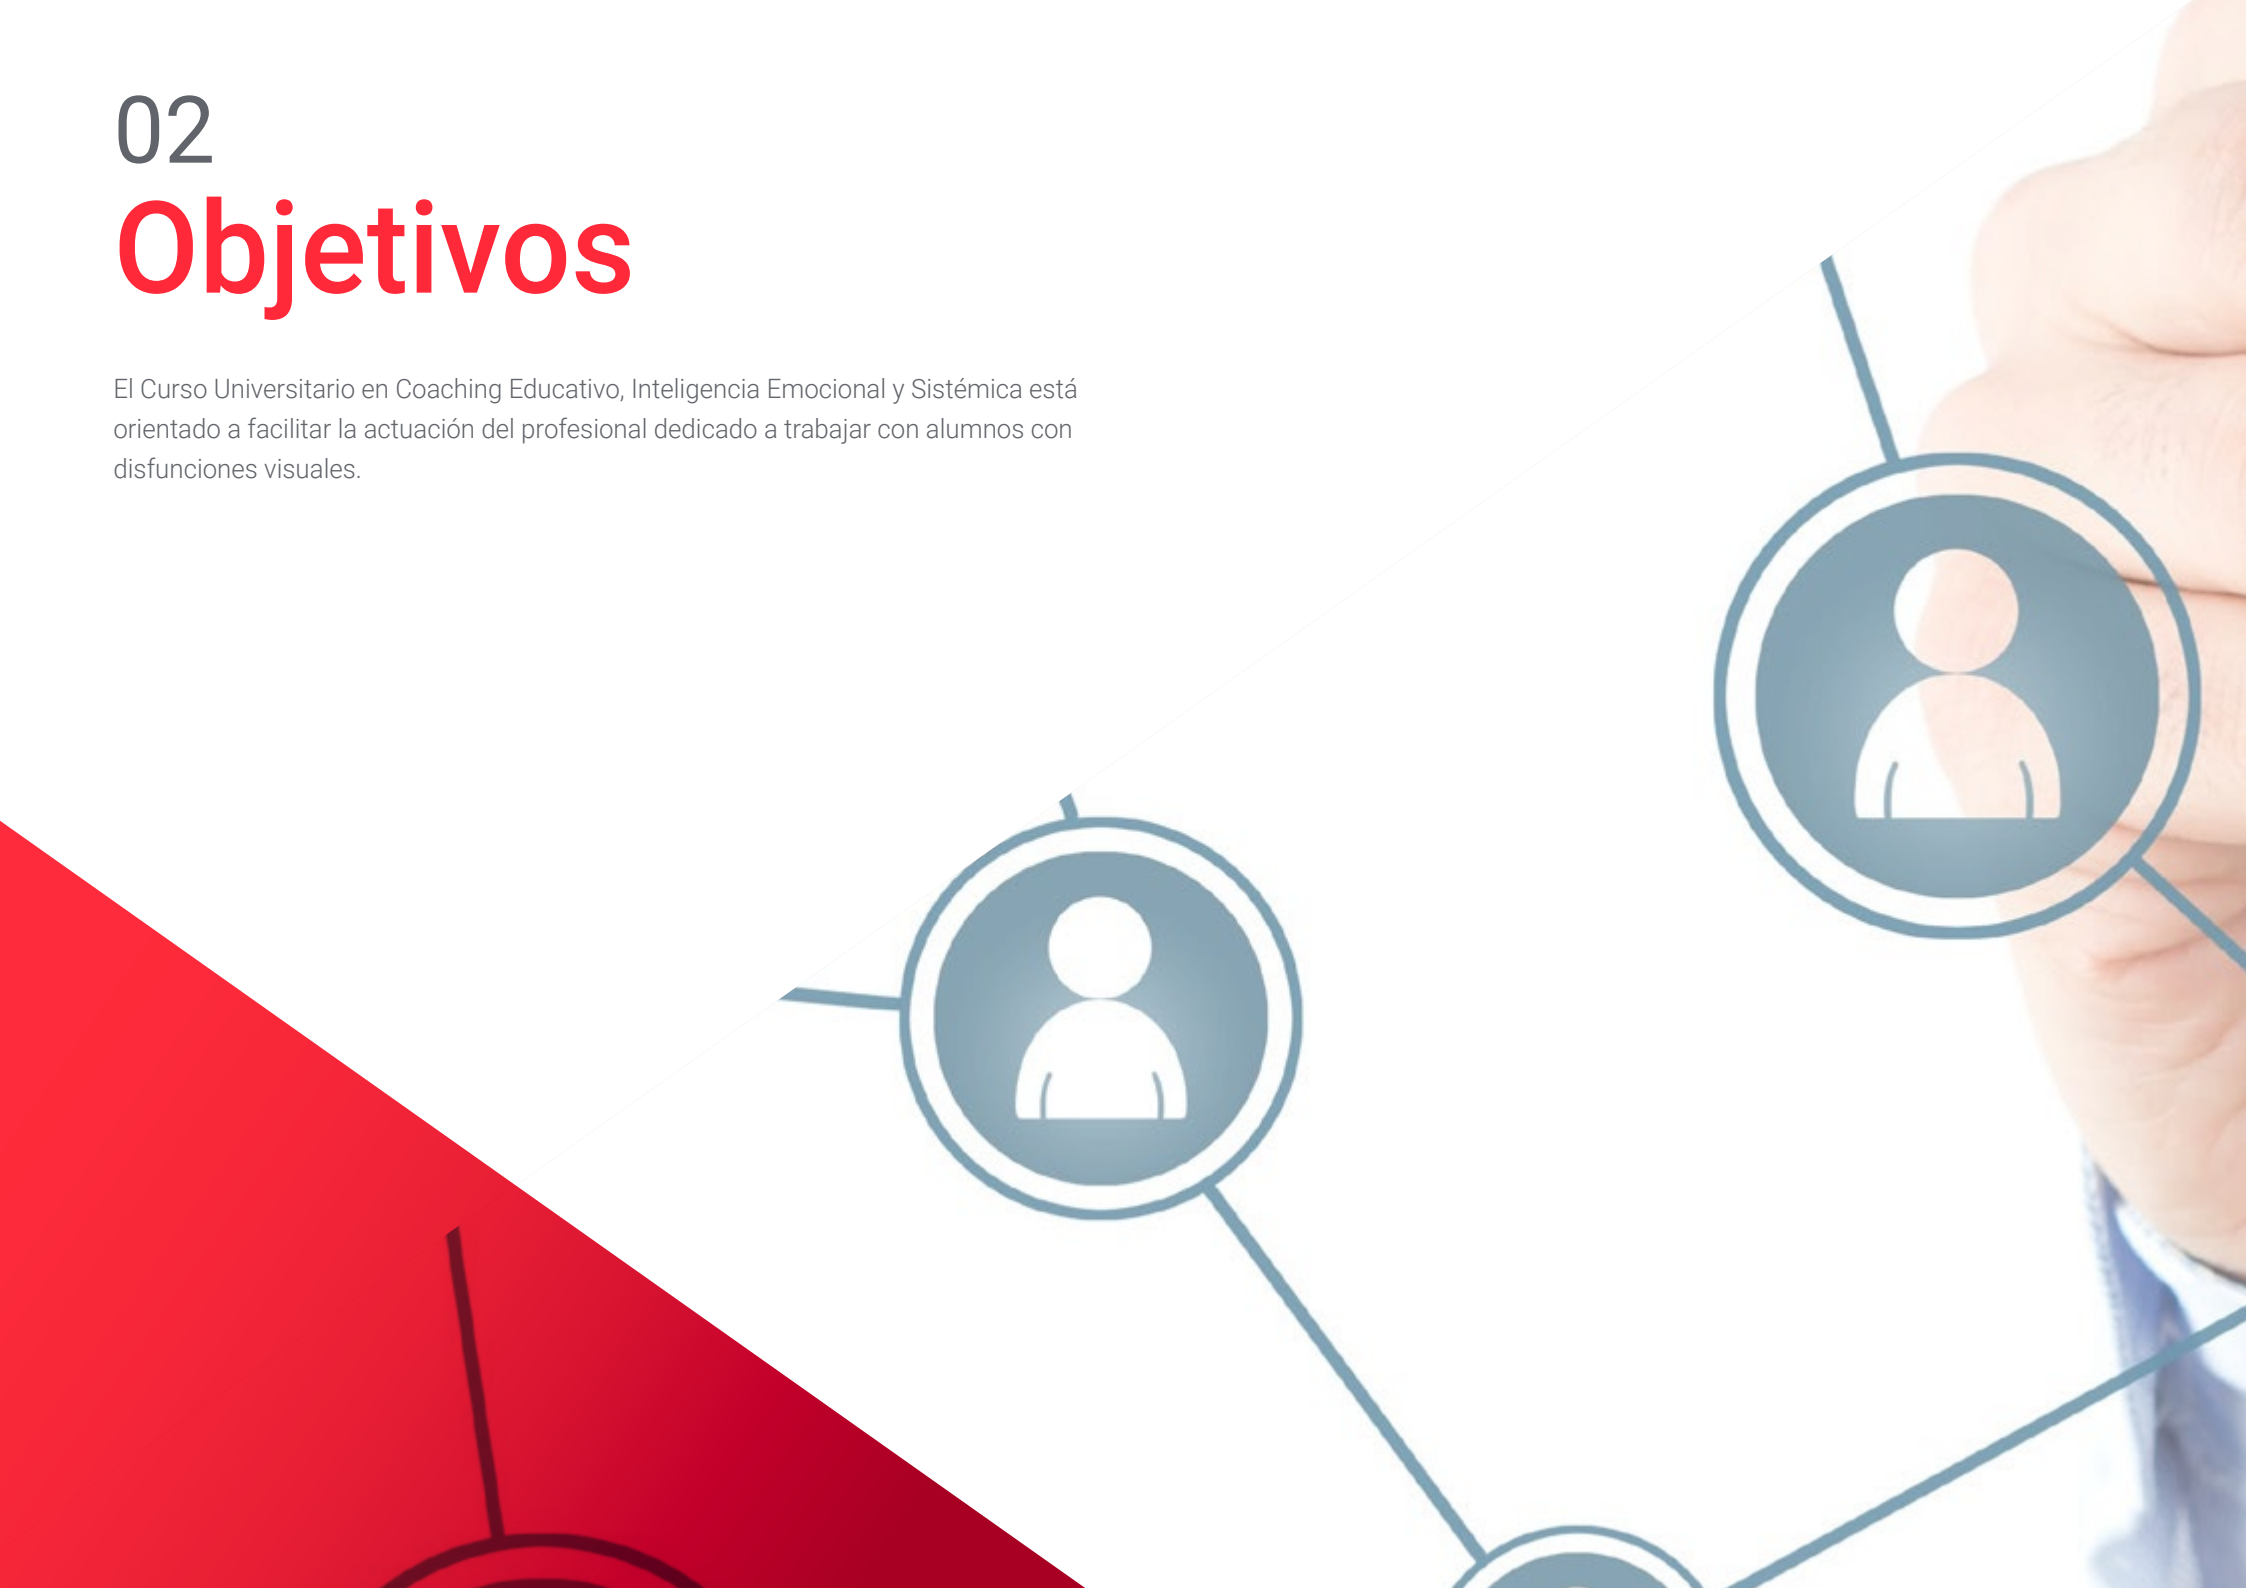 02
Objetivos
El Curso Universitario en Coaching Educativo, Inteligencia Emocional y Sistémica está
orientado a facilitar la actuación del profesional dedicado a trabajar con alumnos con
disfunciones visuales.